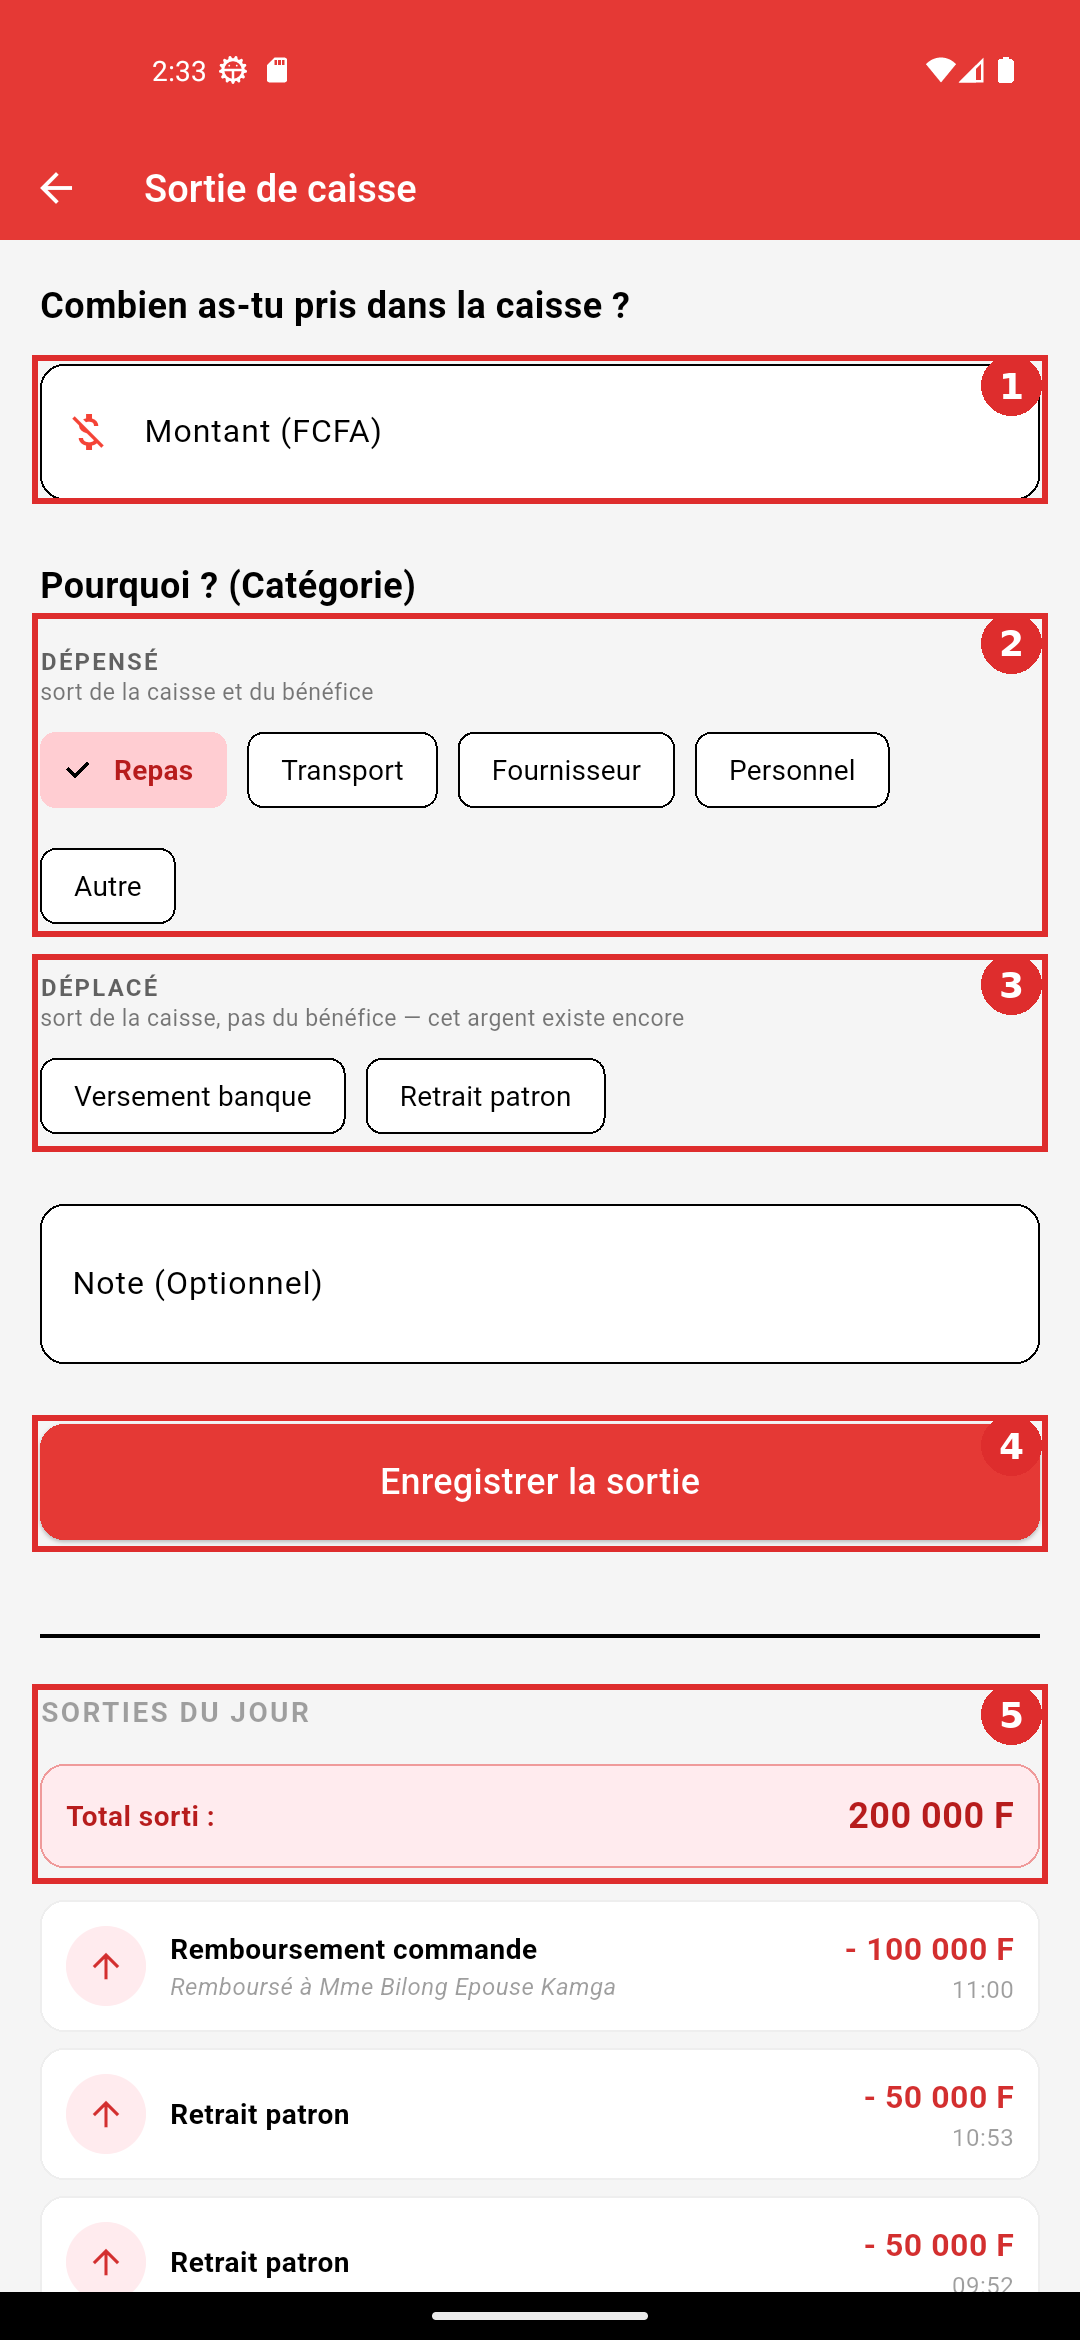 2:33
Sortie de caisse
Combien as-tu pris dans la caisse ?
1
Montant (FCFA)
Pourquoi ? (Catégorie)
2
DÉPENSÉ
sort de la caisse et du bénéfice
Repas Transport Fournisseur Personnel
Autre
3
DÉPLACÉ
sort de la caisse, pas du bénéfice — cet argent existe encore
Versement banque Retrait patron
Note (Optionnel)
4
Enregistrer la sortie
SORTIES DU JOUR 5
Total sorti : 200 000 F
Remboursement commande - 100 000 F
Remboursé à Mme Bilong Epouse Kamga 11:00
Retrait patron - 50 000 F
10:53
Retrait patron - 50 000 F
09:52